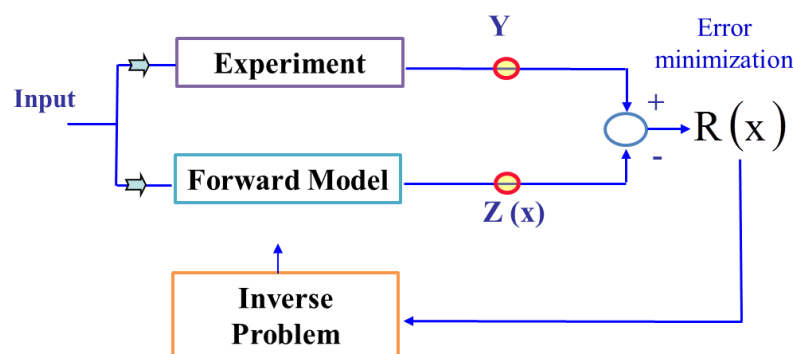 Y
Error
minimization
Experiment
Input
+
R(x)
-
Forward Model
Z (x)
Inverse
Problem